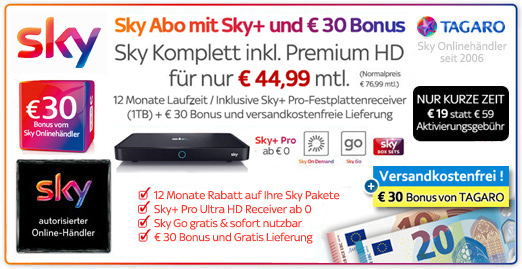 sky
Sky Abo mit Sky+ und € 30 Bonus
Sky Komplett inkl. Premium HD
für nur € 44,99 mtl. (Normalpreis
€ 76,99 mtl.)
TAGARO
Sky Onlinehändler
seit 2006
€30
Bonus vom
Sky Onlinehändler
12 Monate Laufzeit / Inklusive Sky+ Pro-Festplattenreceiver
(1TB) + € 30 Bonus und versandkostenfreie Lieferung
NUR KURZE ZEIT
€ 19 statt € 59
Aktivierungsgebühr
sky
Sky+ Pro
ab € 0
Sky On Demand
sky go
Sky Go
sky
BOX SETS
sky
autorisierter
Online-Händler
12 Monate Rabatt auf Ihre Sky Pakete
Sky+ Pro Ultra HD Receiver ab 0
Sky Go gratis & sofort nutzbar
€ 30 Bonus und Gratis Lieferung
Versandkostenfrei !
+
€ 30 Bonus von TAGARO
20